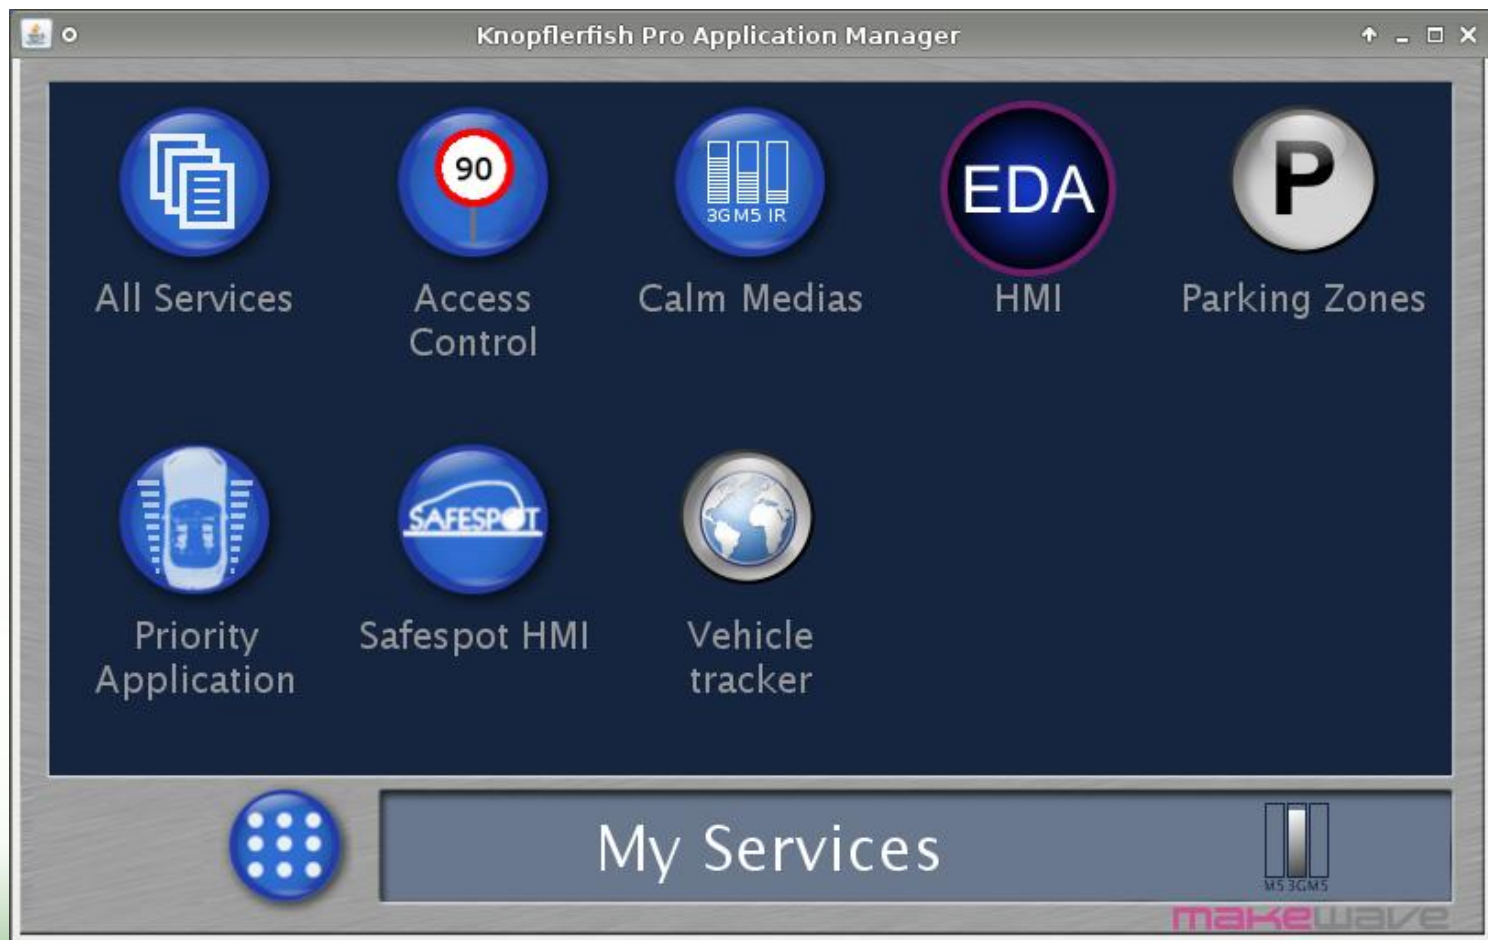 Knopflerfish Pro Application Manager
90
3G M5 IR
EDA
P
All Services
Access
Control
Calm Medias
HMI
Parking Zones
SAFESPOT
Priority
Application
Safespot HMI
Vehicle
tracker
My Services
M5 3G M5
makewave